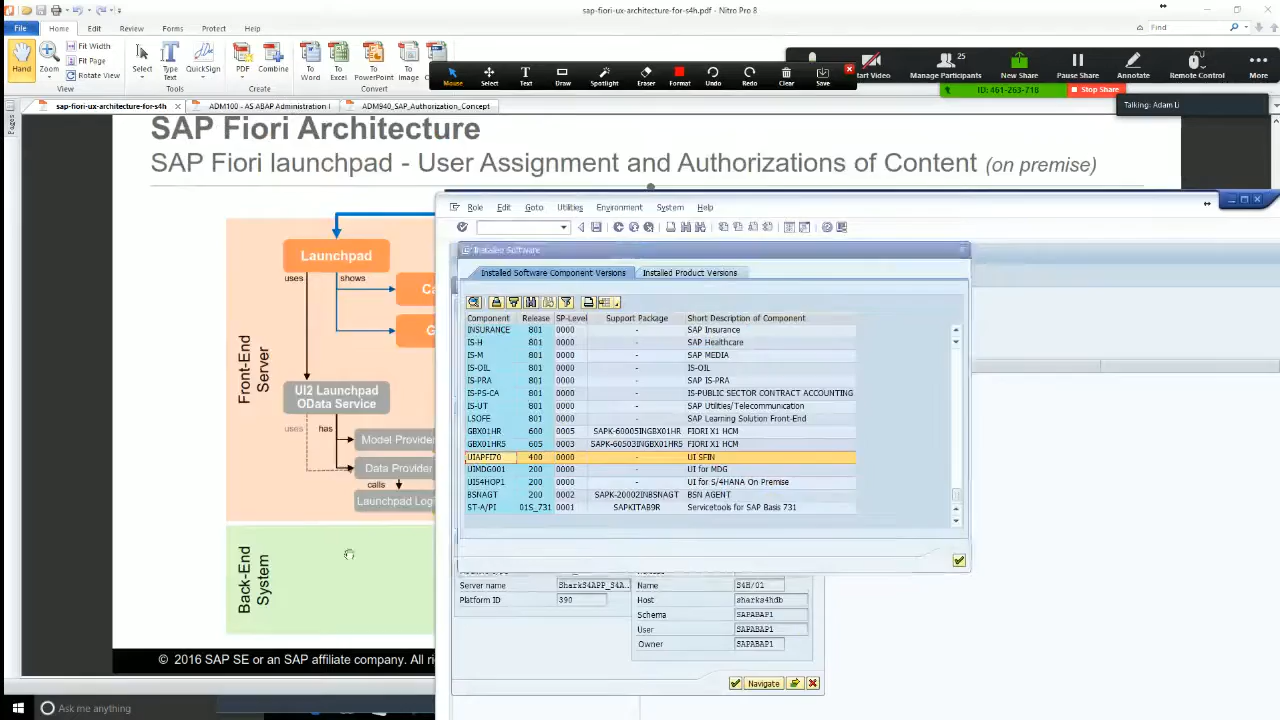 sap-fiori-ux-architecture-for-s4h.pdf - Nitro Pro 8
File Home Edit Review Forms Protect Help
Hand Zoom
Fit Width
Fit Page
Rotate View
View
Select Type Text QuickSign
Tools
PDF Combine
Create
To Word To Excel To PowerPoint To Image
Convert
Start Video Manage Participants 25 New Share Pause Share Annotate Remote Control More
Mouse Select Text Draw Spotlight Eraser Format Undo Redo Clear Save
ID: 461-263-718 Stop Share
Talking: Adam Li
sap-fiori-ux-architecture-for-s4h
ADM100 - AS ABAP Administration I
ADM940_SAP_Authorization_Concept
Pages
SAP Fiori Architecture
SAP Fiori launchpad - User Assignment and Authorizations of Content (on premise)
Front-End Server
Launchpad
uses shows
Ca
G
UI2 Launchpad OData Service
uses has
Model Provider
Data Provider
calls
Launchpad Log
Back-End System
© 2016 SAP SE or an SAP affiliate company. All ri
Role Edit Goto Utilities Environment System Help
Installed Software
Installed Software Component Versions Installed Product Versions
Component Release SP-Level Support Package Short Description of Component
INSURANCE 801 0000 - SAP Insurance
IS-H 801 0000 - SAP Healthcare
IS-M 801 0000 - SAP MEDIA
IS-OIL 801 0000 - IS-OIL
IS-PRA 801 0000 - SAP IS-PRA
IS-PS-CA 801 0000 - IS-PUBLIC SECTOR CONTRACT ACCOUNTING
IS-UT 801 0000 - SAP Utilities/Telecommunication
LSOFE 801 0000 - SAP Learning Solution Front-End
GBX01HR 600 0005 SAPK-60005INGBX01HR FIORI X1 HCM
GBX01HR5 605 0003 SAPK-60503INGBX01HR5 FIORI X1 HCM
UIAPFI70 400 0000 - UI SFIN
UIMDG001 200 0000 - UI for MDG
UIS4HOP1 200 0000 - UI for S/4HANA On Premise
BSNAGT 200 0002 SAPK-20002INBSNAGT BSN AGENT
ST-A/PI 01S_731 0001 SAPKITAB9R Servicetools for SAP Basis 731
Server name SharkS4APP_S4A...
Platform ID 390
Name S4H/01
Host sharks4hdb
Schema SAPABAP1
User SAPABAP1
Owner SAPABAP1
Navigate
Ask me anything